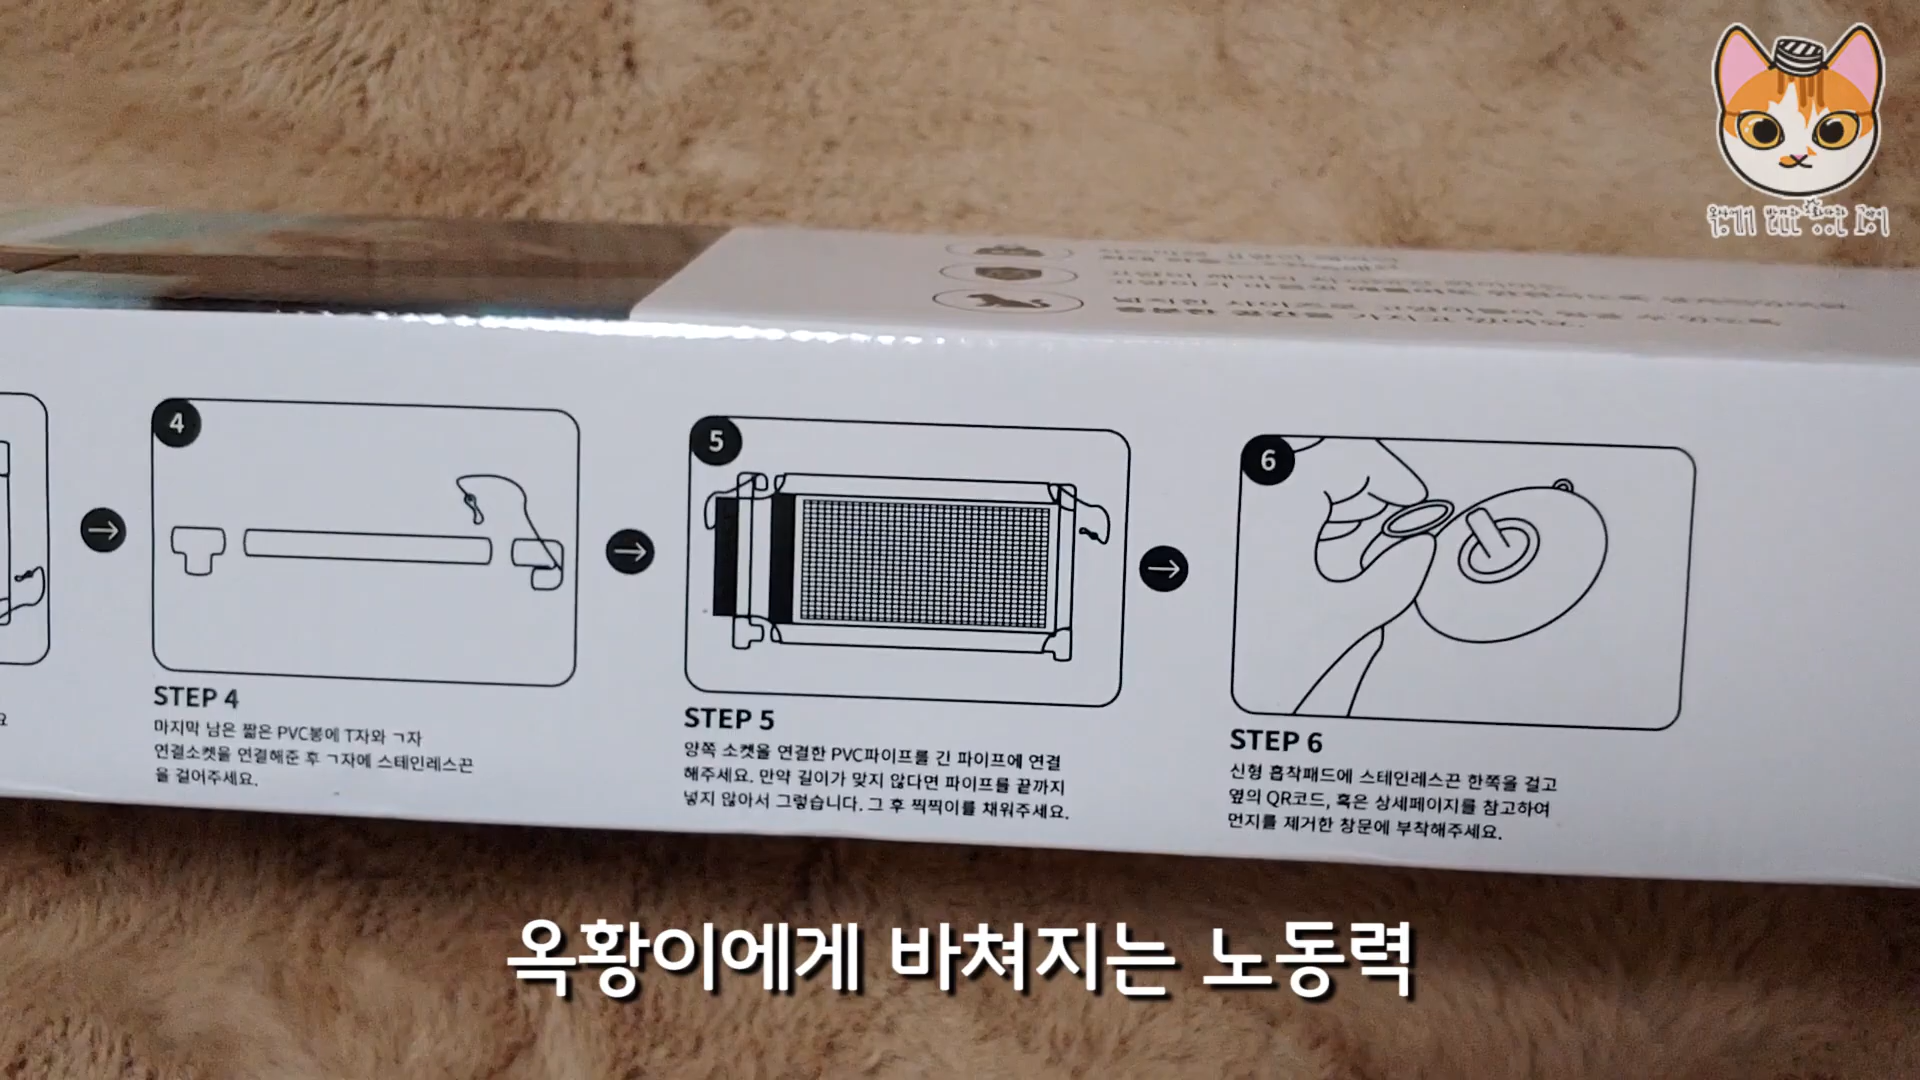 4
5
6
STEP 4
마지막 남은 짧은 PVC봉에 T자와 ㄱ자
연결소켓을 연결해준 후 ㄱ자에 스테인레스끈
을 걸어주세요.
STEP 5
양쪽 소켓을 연결한 PVC파이프를 긴 파이프에 연결
해주세요. 만약 길이가 맞지 않다면 파이프를 끝까지
넣지 않아서 그렇습니다. 그 후 찍찍이를 채워주세요.
STEP 6
신형 흡착패드에 스테인레스끈 한쪽을 걸고
옆의 QR코드, 혹은 상세페이지를 참고하여
먼지를 제거한 창문에 부착해주세요.
옥황이에게 바쳐지는 노동력